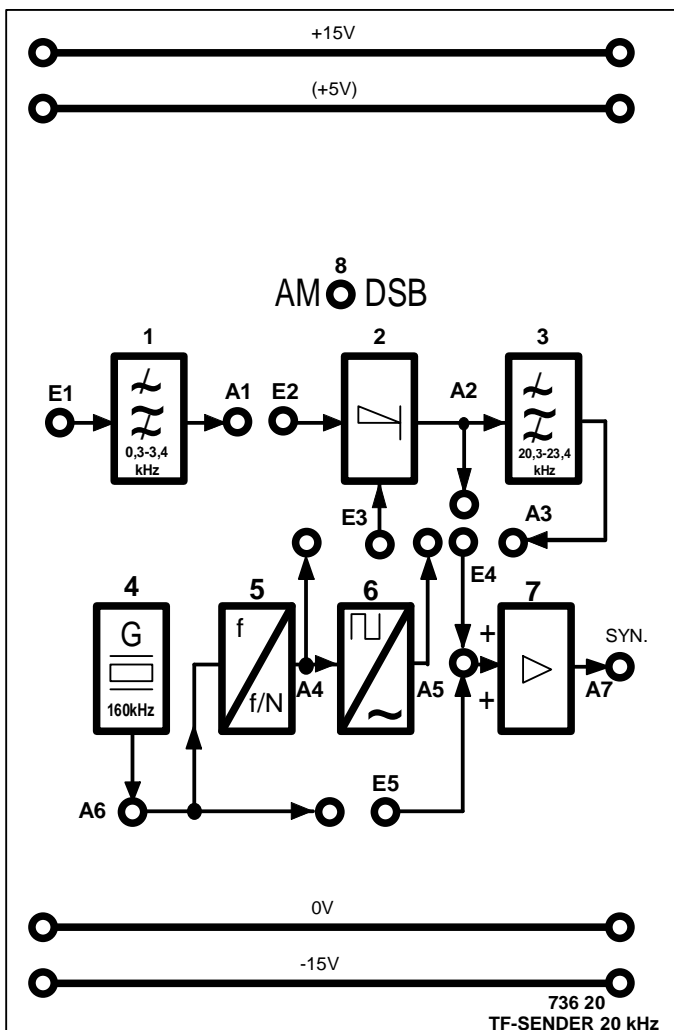 +15V
(+5V)
8
AM DSB
1 2 3
E1 A1 E2 A2
0,3-3,4
kHz
20,3-23,4
kHz
E3 A3
E4
4 5 6 7
G f SYN.
+
160kHz f/N A4 A5 + A7
E5
A6
0V
-15V
736 20
TF-SENDER 20 kHz